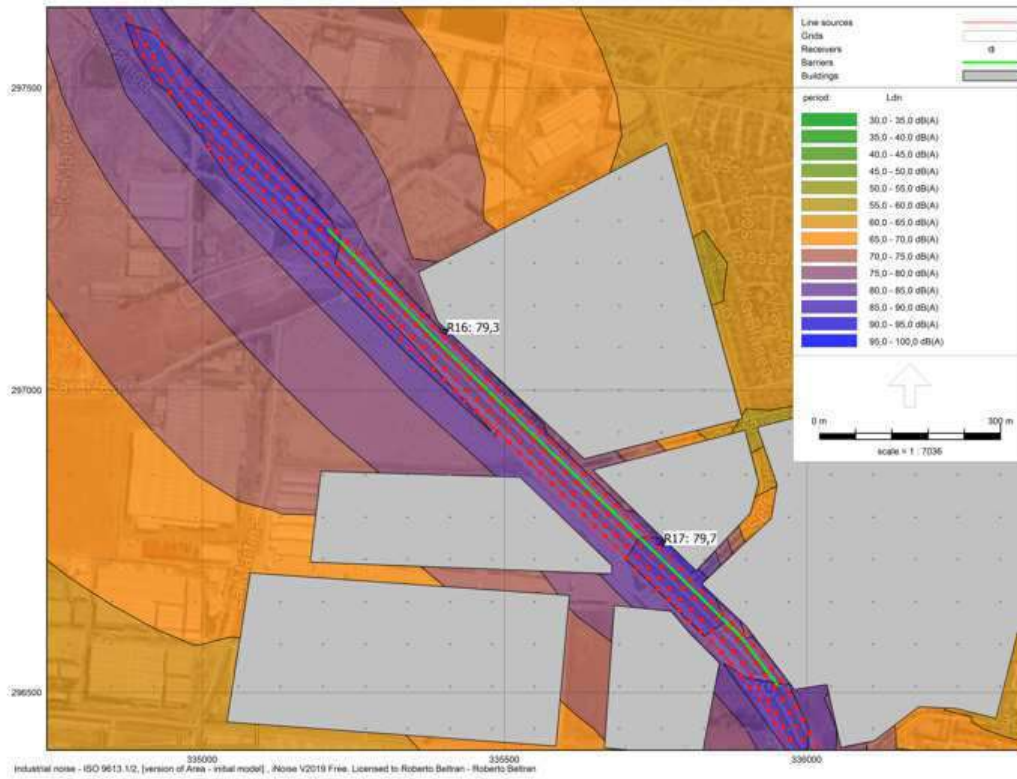 Line sources
Grids
Receivers
Barriers
Buildings
period: Ldn
30,0 - 35,0 dB(A)
35,0 - 40,0 dB(A)
40,0 - 45,0 dB(A)
45,0 - 50,0 dB(A)
50,0 - 55,0 dB(A)
55,0 - 60,0 dB(A)
60,0 - 65,0 dB(A)
65,0 - 70,0 dB(A)
70,0 - 75,0 dB(A)
75,0 - 80,0 dB(A)
80,0 - 85,0 dB(A)
85,0 - 90,0 dB(A)
90,0 - 95,0 dB(A)
95,0 - 100,0 dB(A)
0 m 300 m
scale = 1 : 7036
297500
297000
296500
R16: 79,3
R17: 79,7
335000 335500 336000
Industrial noise - ISO 9613.1/2, [version of Area - initial model] , iNoise V2019 Free. Licensed to Roberto Beltran - Roberto Beltran